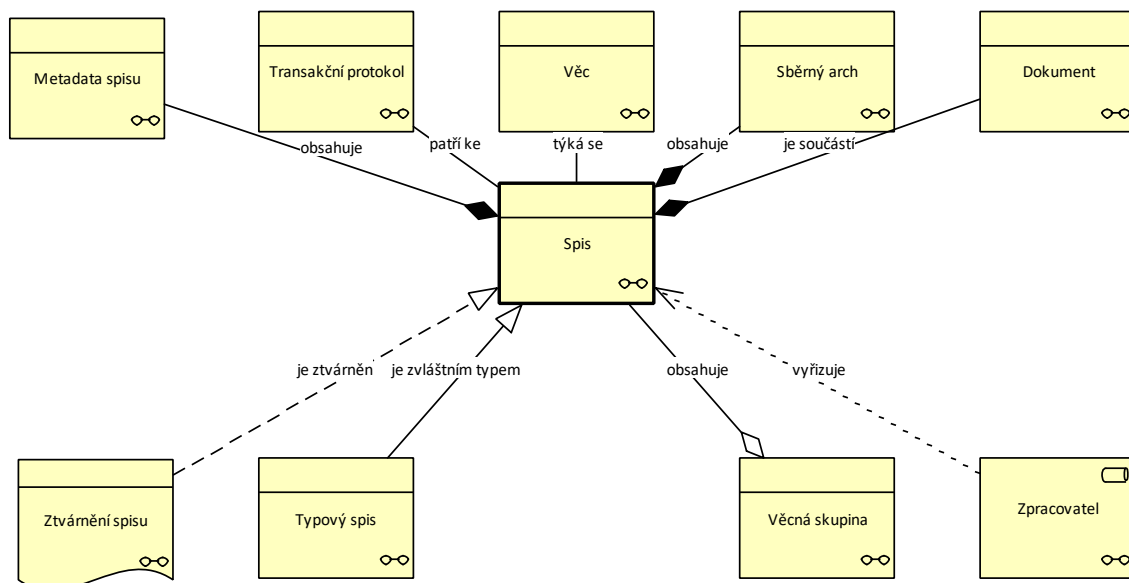 Metadata spisu
Transakční protokol
Věc
Sběrný arch
Dokument
obsahuje
patří ke
týká se
obsahuje
je součástí
Spis
je ztvárněn
je zvláštním typem
obsahuje
vyřizuje
Ztvárnění spisu
Typový spis
Věcná skupina
Zpracovatel